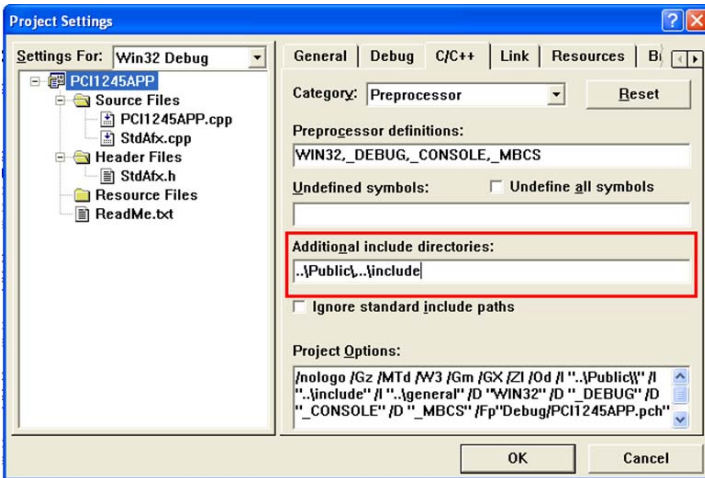 Project Settings
Settings For: Win32 Debug
PCI1245APP
Source Files
PCI1245APP.cpp
StdAfx.cpp
Header Files
StdAfx.h
Resource Files
ReadMe.txt
General Debug C/C++ Link Resources
Category: Preprocessor Reset
Preprocessor definitions:
WIN32,_DEBUG,_CONSOLE,_MBCS
Undefined symbols: Undefine all symbols
Additional include directories:
..\Public\,..\include
Ignore standard include paths
Project Options:
/nologo /Gz /MTd /W3 /Gm /GX /ZI /Od /I "..\Public\\" /I
"..\include" /I "..\general" /D "WIN32" /D "_DEBUG" /D
"_CONSOLE" /D "_MBCS" /Fp"Debug/PCI1245APP.pch"
OK Cancel